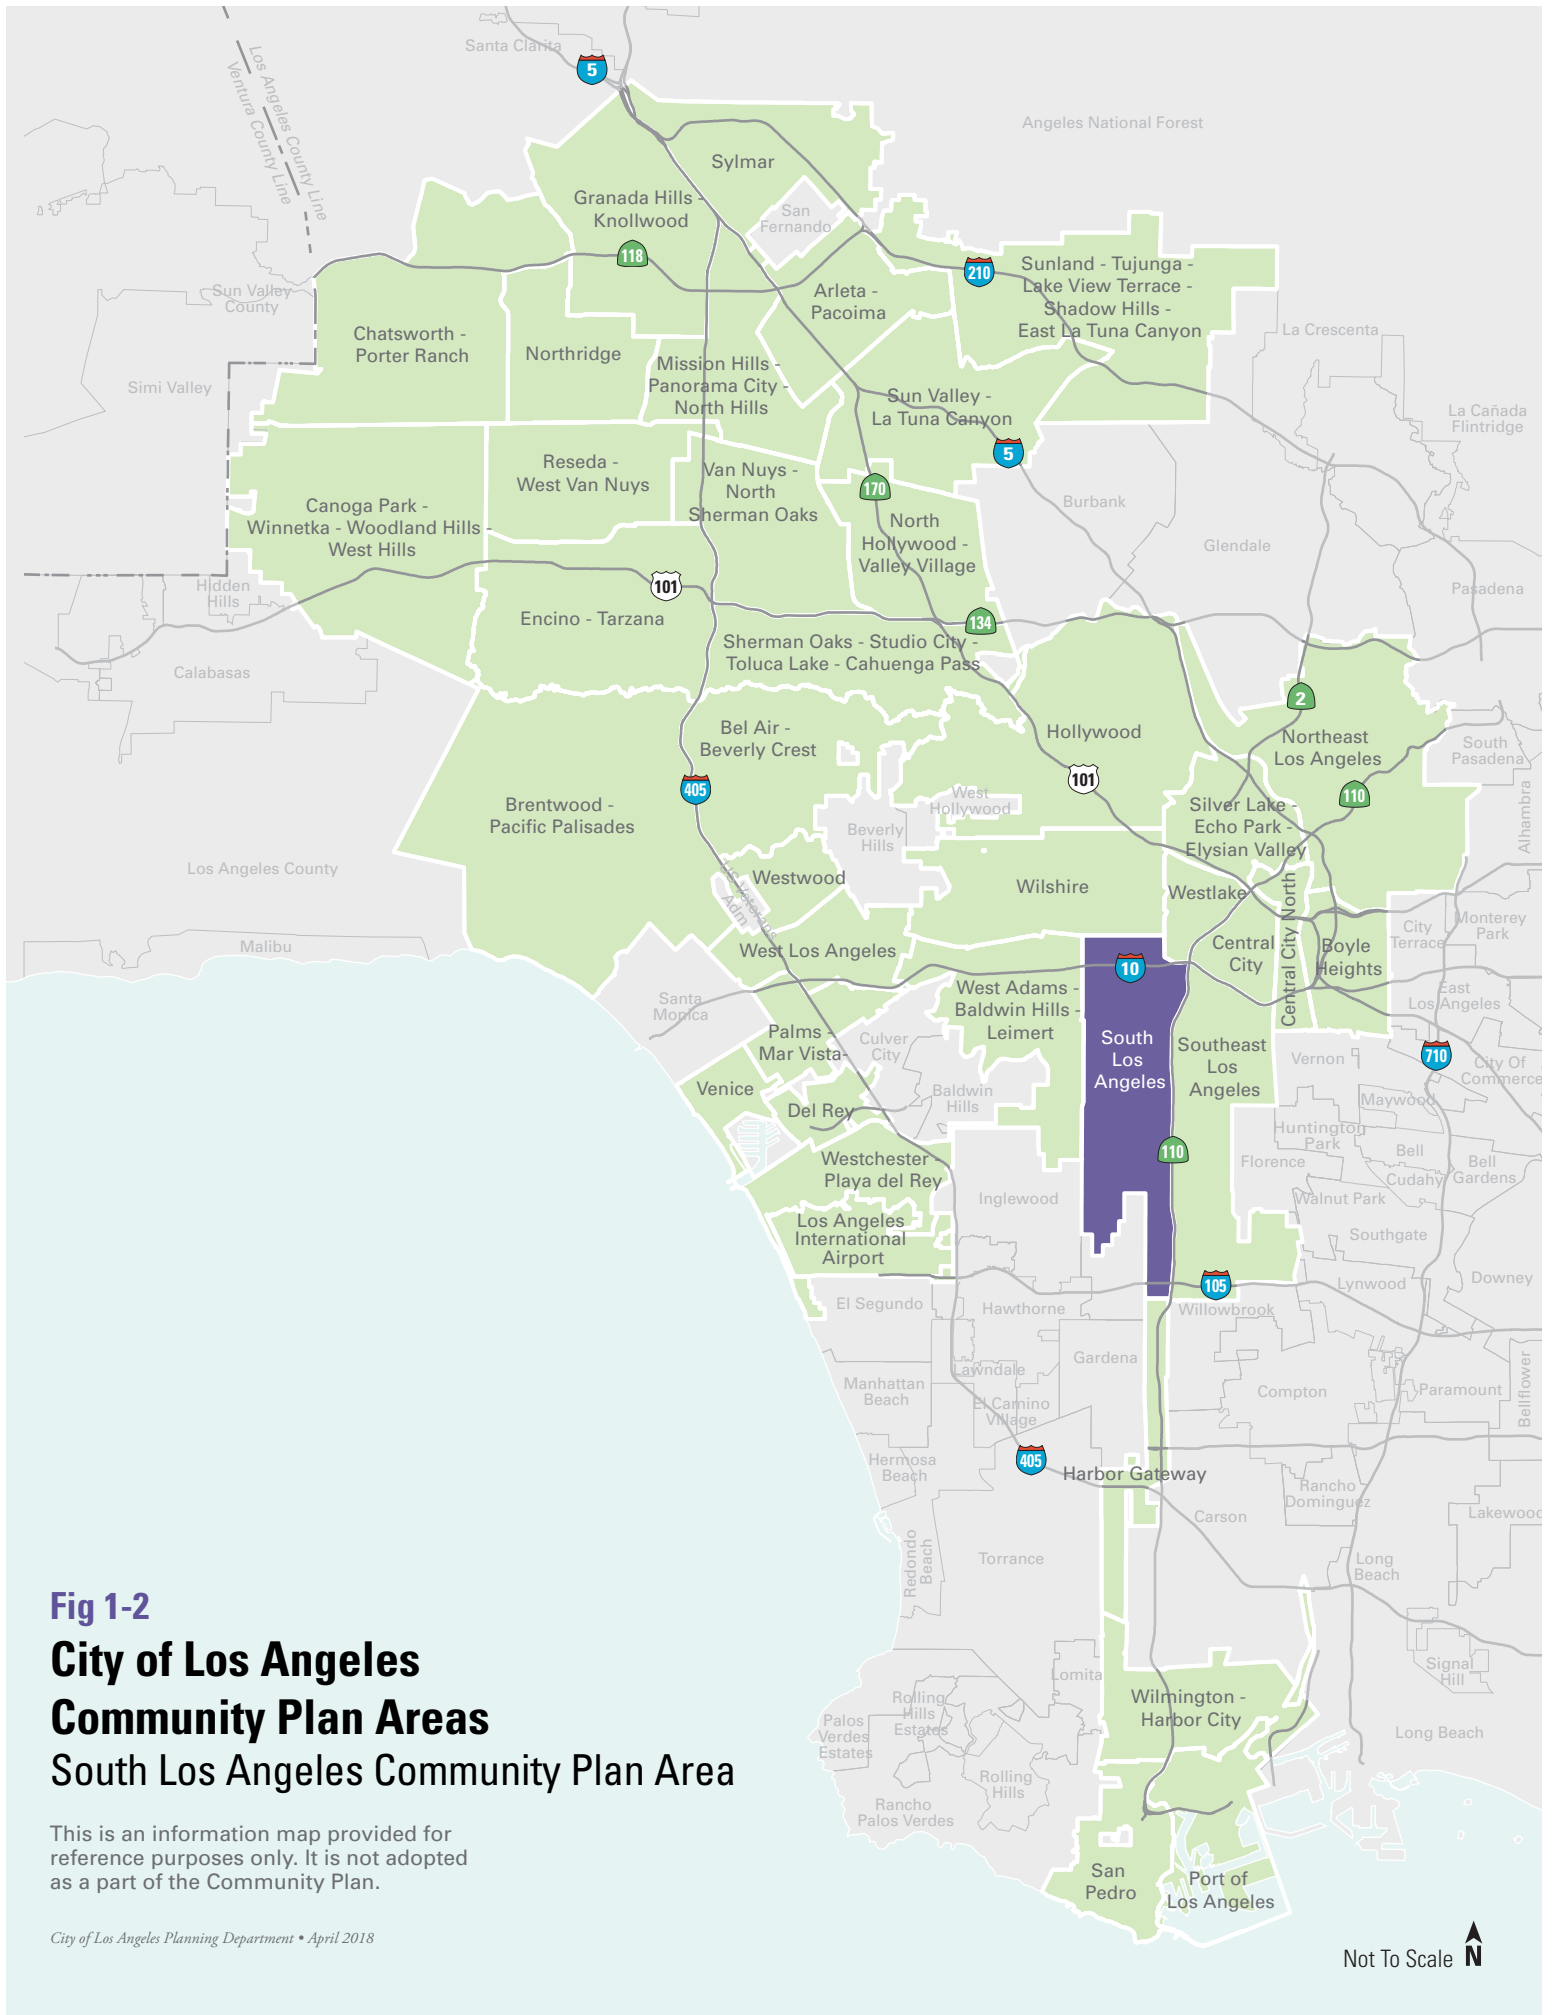 Santa Clarita
5
Los Angeles County Line
Ventura County Line
Angeles National Forest
Sylmar
Granada Hills -
Knollwood
San
Fernando
118
210
Sunland - Tujunga -
Lake View Terrace -
Shadow Hills -
East La Tuna Canyon
Sun Valley
County
Arleta -
Pacoima
La Crescenta
Chatsworth -
Porter Ranch
Northridge
Mission Hills -
Panorama City -
North Hills
Simi Valley
Sun Valley -
La Tuna Canyon
La Cañada
Flintridge
5
Reseda -
West Van Nuys
Van Nuys -
North
Sherman Oaks
170
Burbank
Canoga Park -
Winnetka - Woodland Hills -
West Hills
North
Hollywood -
Valley Village
Glendale
Hidden
Hills
101
Pasadena
Encino - Tarzana
134
Sherman Oaks - Studio City -
Toluca Lake - Cahuenga Pass
Calabasas
2
Bel Air -
Beverly Crest
Hollywood
Northeast
Los Angeles
South
Pasadena
405
101
110
Brentwood -
Pacific Palisades
West
Hollywood
Silver Lake -
Echo Park -
Elysian Valley
Alhambra
Beverly
Hills
Los Angeles County
US Veterans
Adm
Westwood
Wilshire
Westlake
Central City North
Malibu
West Los Angeles
Central
City
Boyle
Heights
City
Terrace
Monterey
Park
10
Santa
Monica
West Adams -
Baldwin Hills -
Leimert
East
Los Angeles
Palms -
Mar Vista-
Culver
City
South
Los
Angeles
Southeast
Los
Angeles
Vernon
710
City Of
Commerce
Venice
Del Rey
Baldwin
Hills
Maywood
Huntington
Park
Westchester -
Playa del Rey
110
Florence
Bell
Cudahy
Bell
Gardens
Inglewood
Walnut Park
Los Angeles
International
Airport
Southgate
105
Lynwood
Downey
El Segundo
Hawthorne
Willowbrook
Lawndale
Gardena
Manhattan
Beach
El Camino
Village
Compton
Paramount
Bellflower
Hermosa
Beach
405
Harbor Gateway
Rancho
Dominguez
Carson
Lakewood
Redondo
Beach
Torrance
Long
Beach
Fig 1-2
City of Los Angeles
Community Plan Areas
South Los Angeles Community Plan Area
Lomita
Signal
Hill
Rolling
Hills
Estates
Wilmington -
Harbor City
Palos
Verdes
Estates
Long Beach
Rolling
Hills
Rancho
Palos Verdes
This is an information map provided for
reference purposes only. It is not adopted
as a part of the Community Plan.
San
Pedro
Port of
Los Angeles
City of Los Angeles Planning Department • April 2018
Not To Scale N